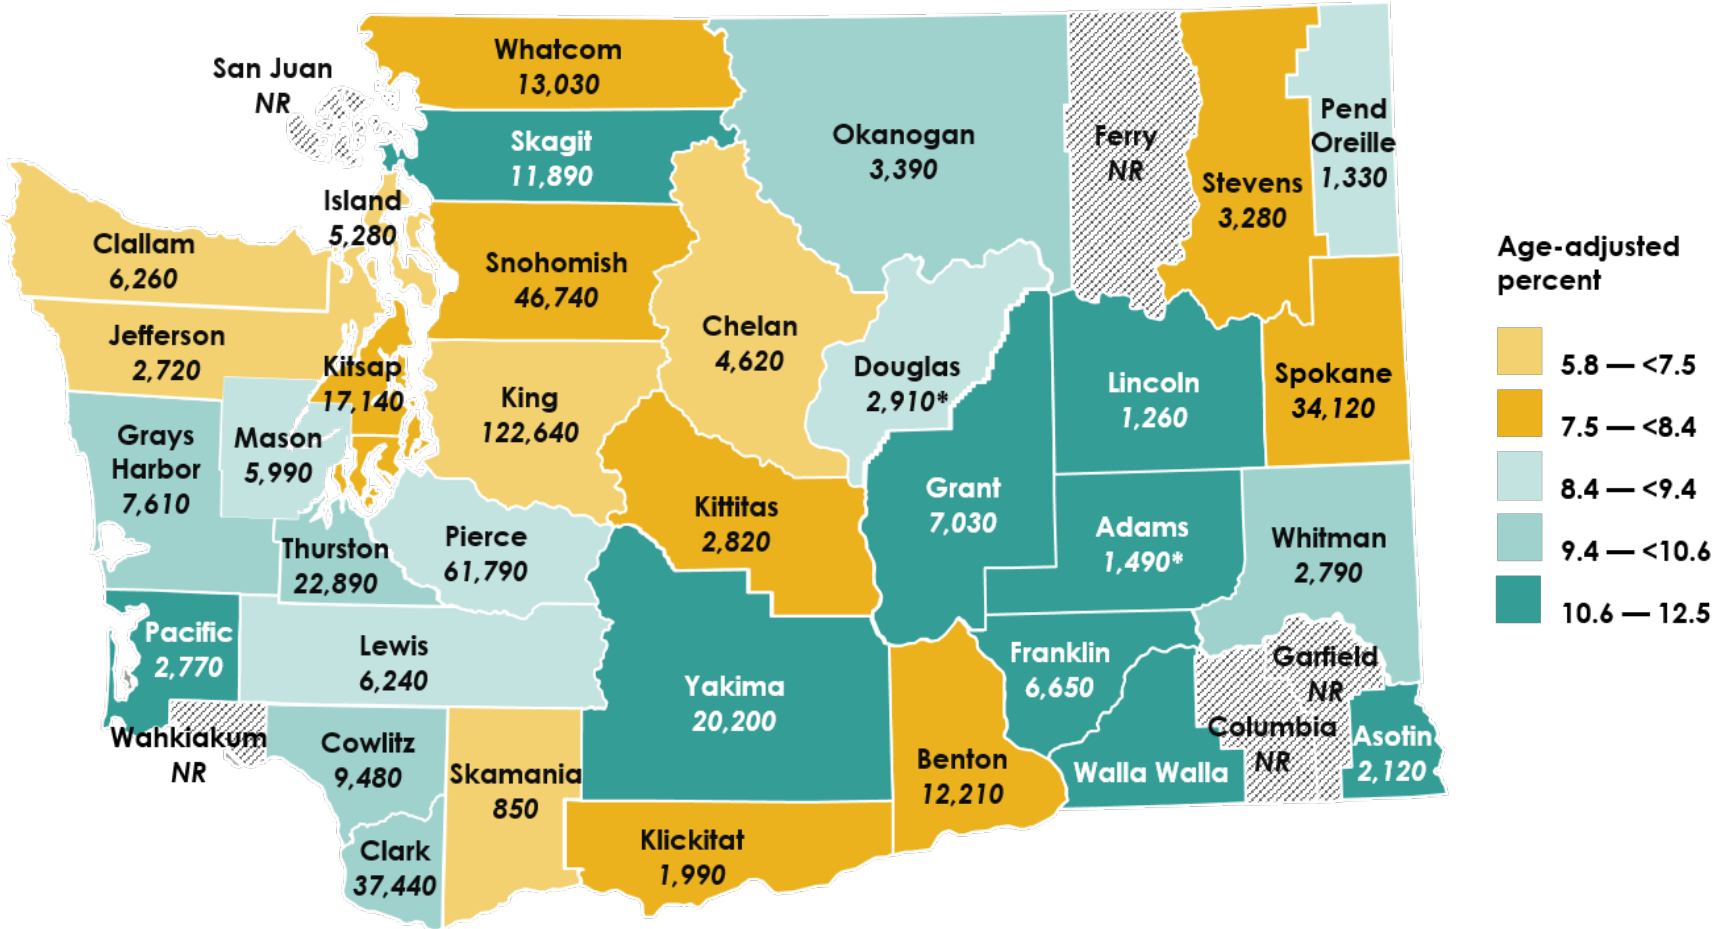 Whatcom
13,030
San Juan
NR
Skagit
11,890
Okanogan
3,390
Ferry
NR
Stevens
3,280
Pend
Oreille
1,330
Island
5,280
Clallam
6,260
Snohomish
46,740
Jefferson
2,720
Kitsap
17,140
King
122,640
Chelan
4,620
Douglas
2,910*
Lincoln
1,260
Spokane
34,120
Grays
Harbor
7,610
Mason
5,990
Kittitas
2,820
Grant
7,030
Adams
1,490*
Whitman
2,790
Thurston
22,890
Pierce
61,790
Pacific
2,770
Lewis
6,240
Yakima
20,200
Franklin
6,650
Garfield
NR
Columbia
NR
Asotin
2,120
Wahkiakum
NR
Cowlitz
9,480
Skamania
850
Benton
12,210
Walla Walla
Klickitat
1,990
Clark
37,440
Age-adjusted
percent
5.8 — <7.5
7.5 — <8.4
8.4 — <9.4
9.4 — <10.6
10.6 — 12.5